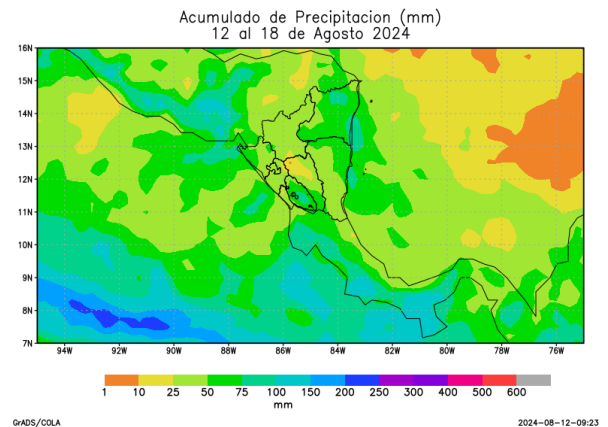 Acumulado de Precipitacion (mm)
12 al 18 de Agosto 2024
16N
15N
14N
13N
12N
11N
10N
9N
8N
7N
94W 92W 90W 88W 86W 84W 82W 80W 78W 76W
1 10 25 50 75 100 150 200 250 300 400 500 600
mm
GrADS/COLA 2024-08-12-09:23